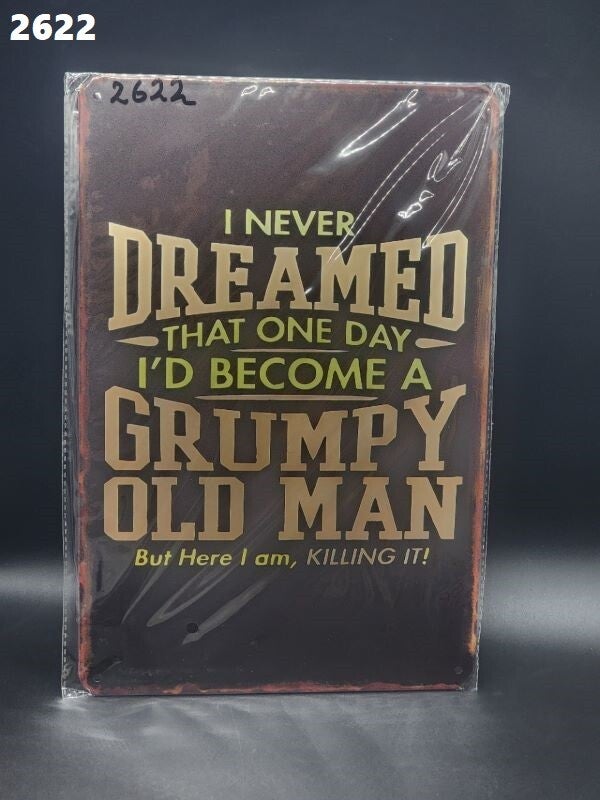 2622
2622
I NEVER
DREAMED
THAT ONE DAY
I'D BECOME A
GRUMPY
OLD MAN
But Here I am, KILLING IT!